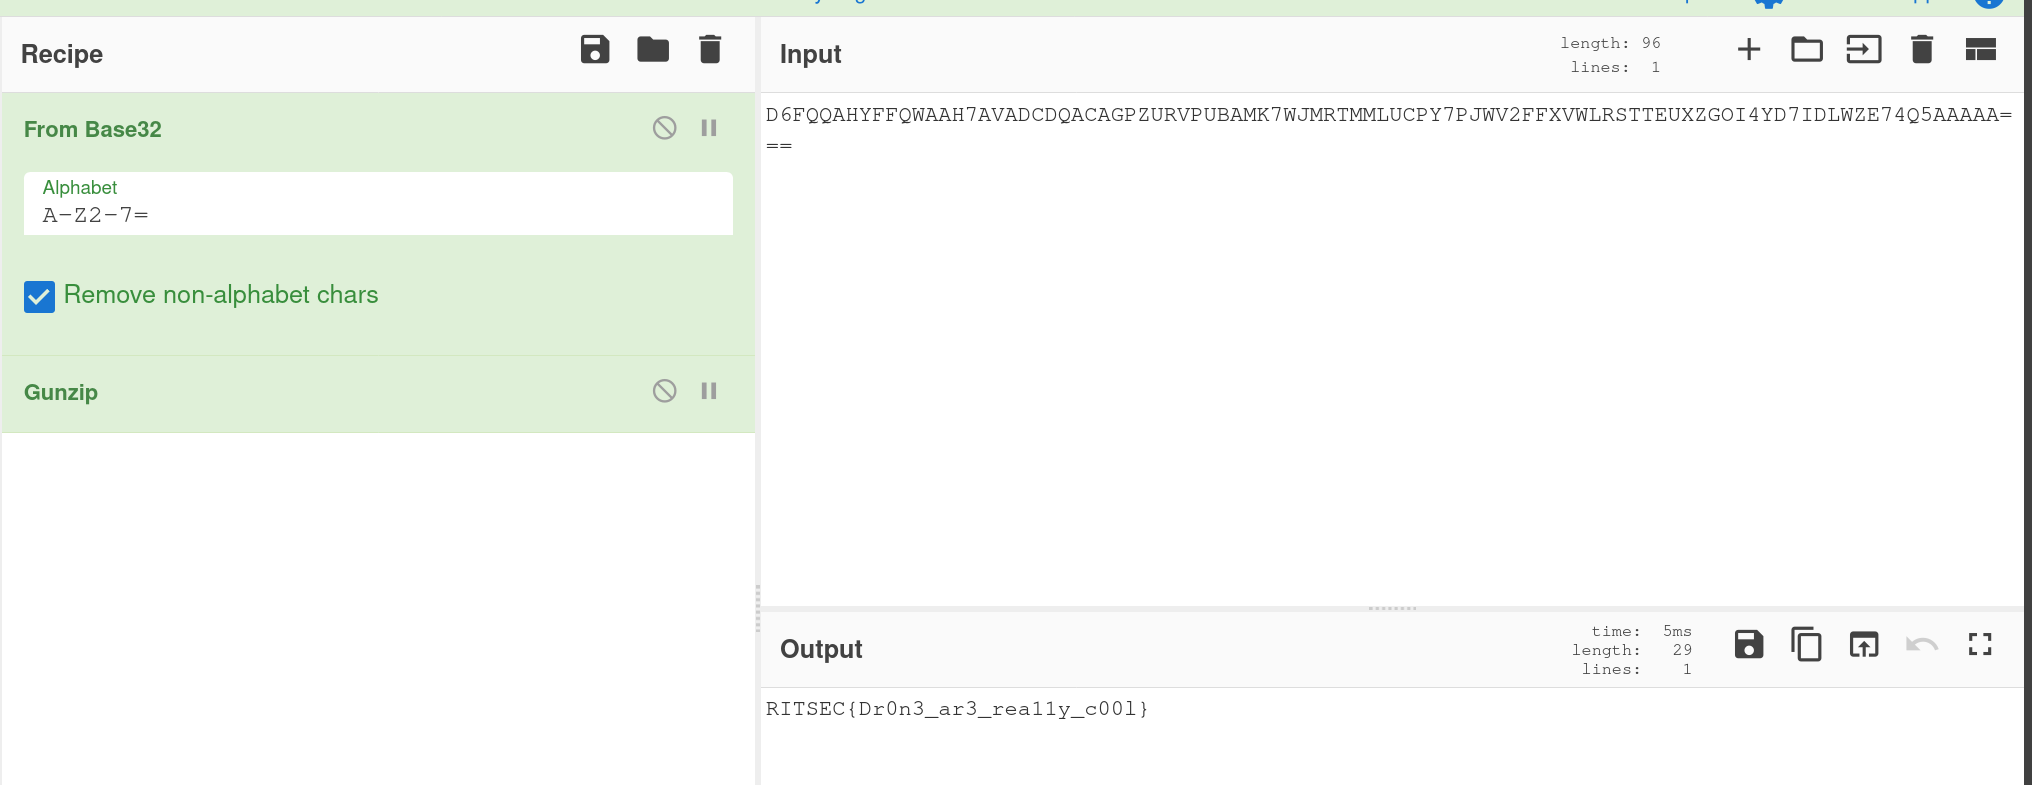 Recipe
From Base32
Alphabet
A-Z2-7=
Remove non-alphabet chars
Gunzip
Input
length: 96
lines: 1
D6FQQAHYFFQWAAH7AVADCDQACAGPZURVPUBAMK7WJMRTMMLUCPY7PJWV2FFXVWLRSTTEUXZGOI4YD7IDLWZE74Q5AAAAA=
==
Output
time: 5ms
length: 29
lines: 1
RITSEC{Dr0n3_ar3_rea11y_c00l}